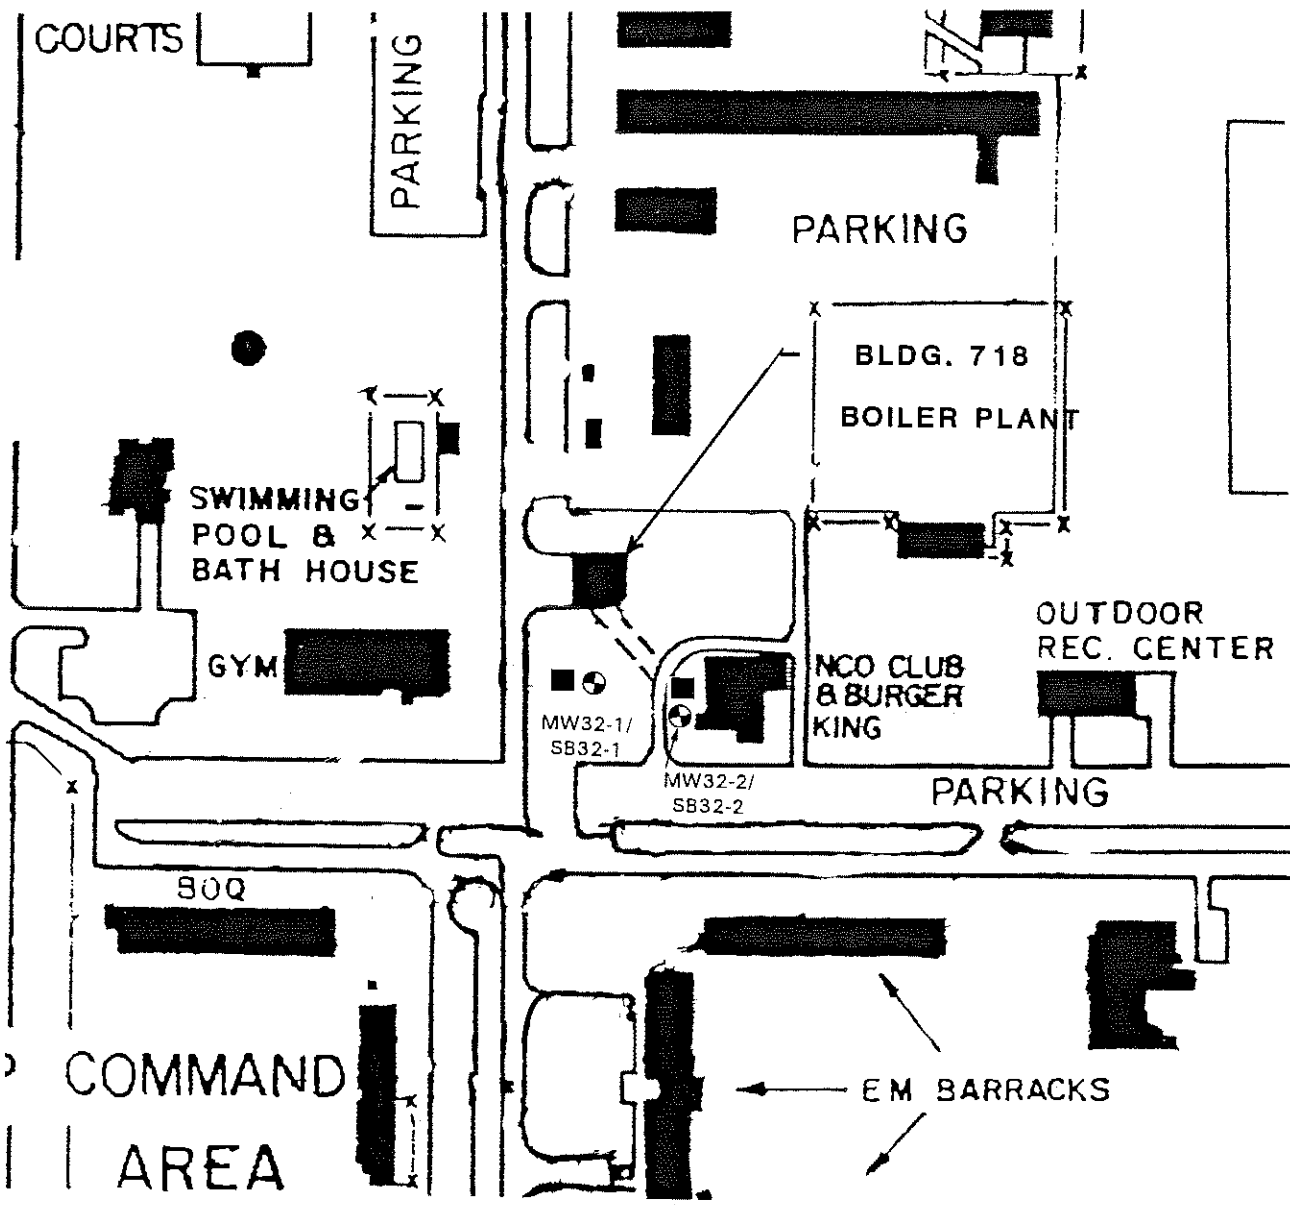 COURTS
PARKING
PARKING
BLDG. 718
BOILER PLANT
SWIMMING
POOL &
BATH HOUSE
GYM
OUTDOOR
REC. CENTER
NCO CLUB
& BURGER
KING
MW32-1/
SB32-1
MW32-2/
SB32-2
PARKING
BOQ
COMMAND
AREA
EM BARRACKS